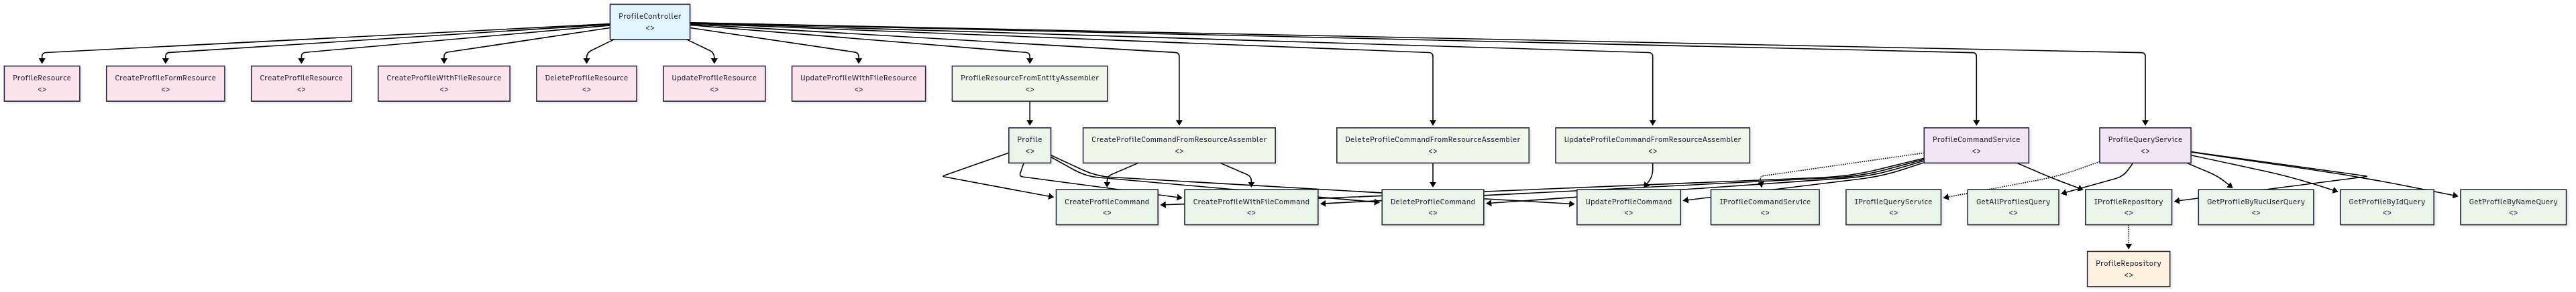 ProfileController
<>
ProfileResource
<>
CreateProfileFormResource
<>
CreateProfileResource
<>
CreateProfileWithFileResource
<>
DeleteProfileResource
<>
UpdateProfileResource
<>
UpdateProfileWithFileResource
<>
ProfileResourceFromEntityAssembler
<>
Profile
<>
CreateProfileCommandFromResourceAssembler
<>
DeleteProfileCommandFromResourceAssembler
<>
UpdateProfileCommandFromResourceAssembler
<>
ProfileCommandService
<>
ProfileQueryService
<>
CreateProfileCommand
<>
CreateProfileWithFileCommand
<>
DeleteProfileCommand
<>
UpdateProfileCommand
<>
IProfileCommandService
<>
IProfileQueryService
<>
GetAllProfilesQuery
<>
IProfileRepository
<>
GetProfileByRucUserQuery
<>
GetProfileByIdQuery
<>
GetProfileByNameQuery
<>
ProfileRepository
<>